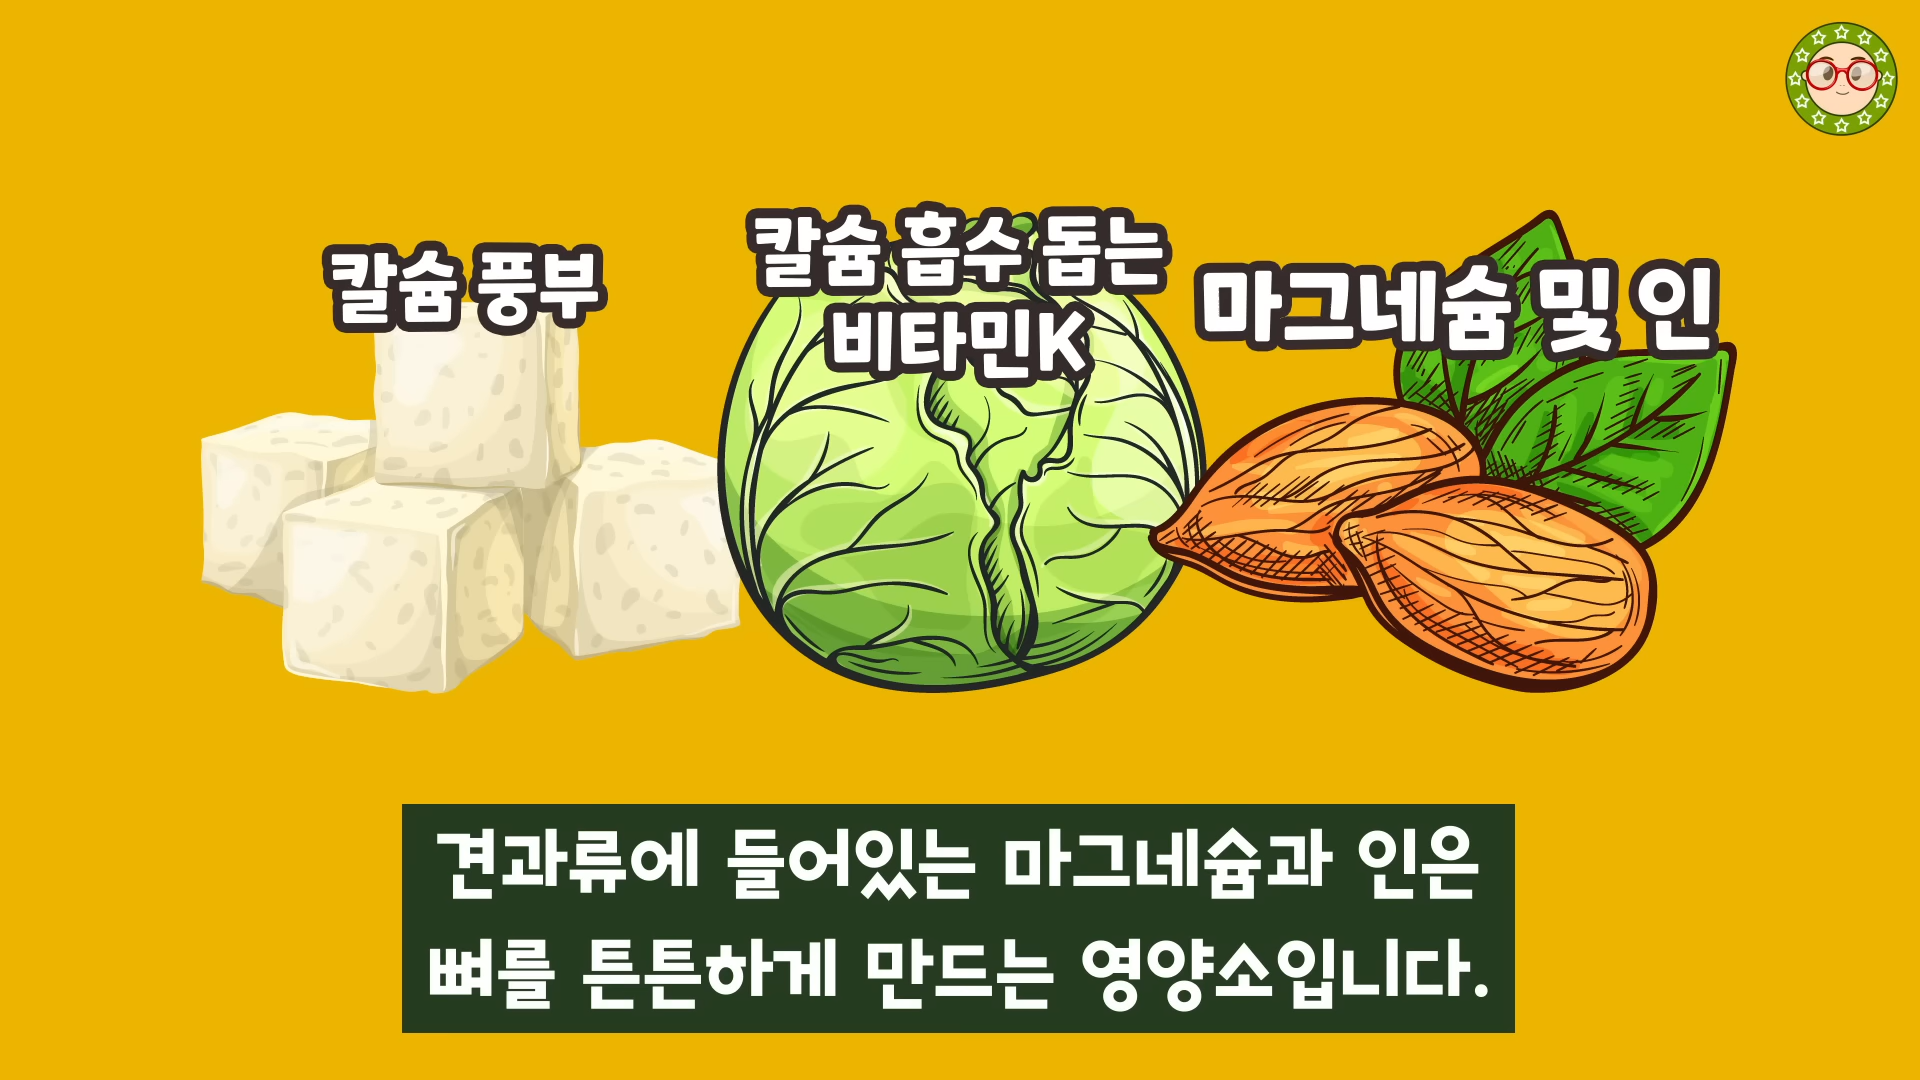 칼슘 풍부
칼슘 흡수 돕는
비타민K
마그네슘 및 인
견과류에 들어있는 마그네슘과 인은
뼈를 튼튼하게 만드는 영양소입니다.